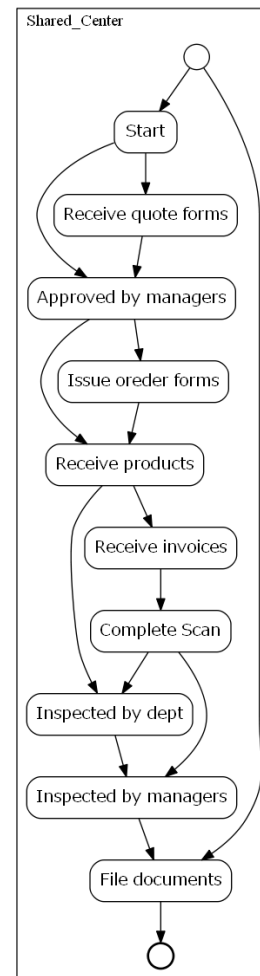 Shared_Center
Start
Receive quote forms
Approved by managers
Issue oreder forms
Receive products
Receive invoices
Complete Scan
Inspected by dept
Inspected by managers
File documents